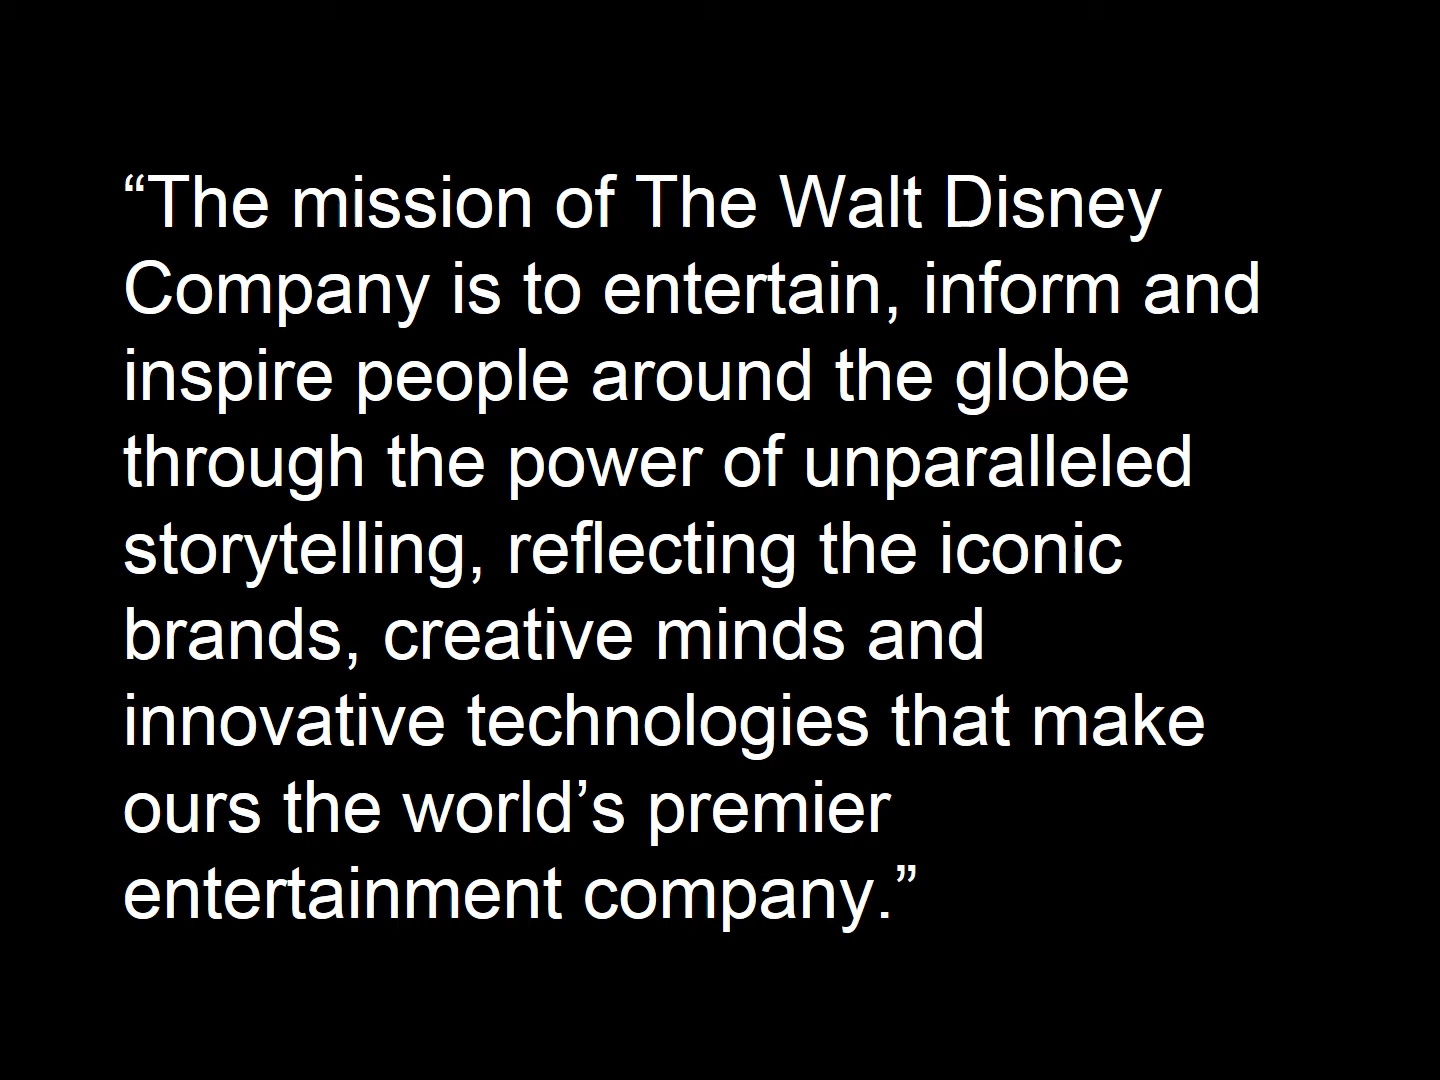 “The mission of The Walt Disney
Company is to entertain, inform and
inspire people around the globe
through the power of unparalleled
storytelling, reflecting the iconic
brands, creative minds and
innovative technologies that make
ours the world’s premier
entertainment company.”